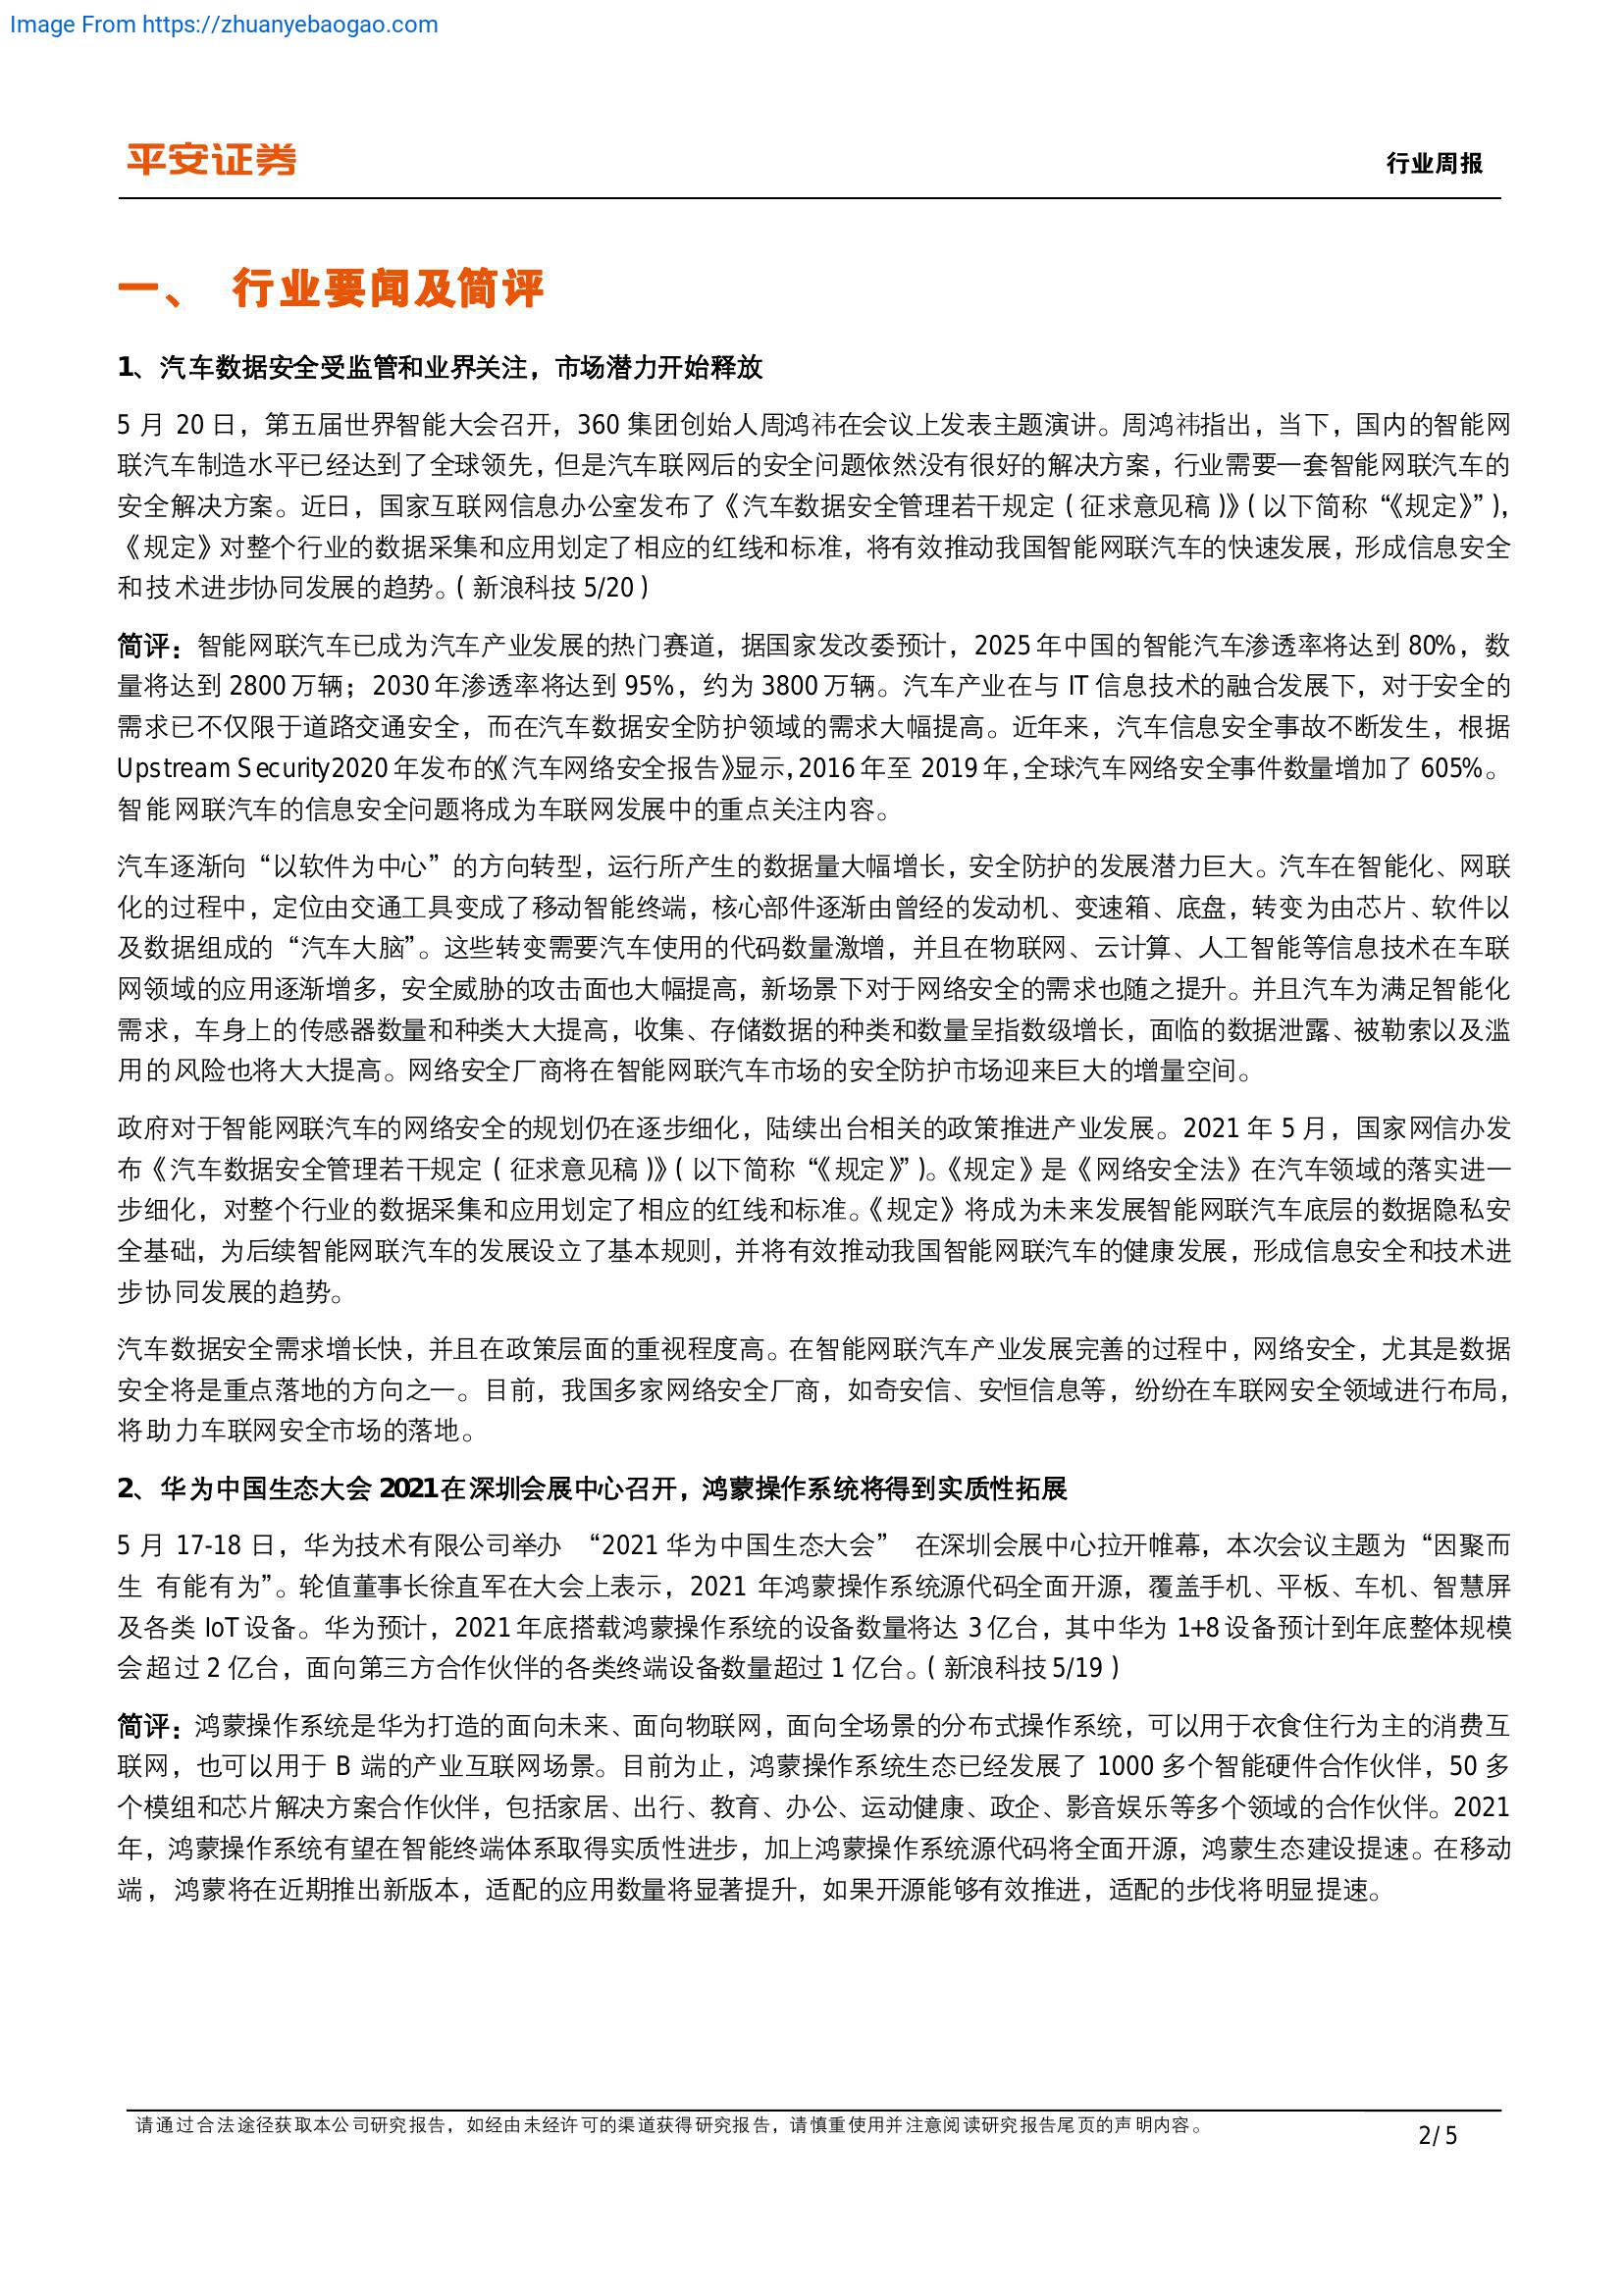 Image From https://zhuanyebaogao.com
平安证券
行业周报
一、 行业要闻及简评
1、汽车数据安全受监管和业界关注，市场潜力开始释放
5 月 20 日，第五届世界智能大会召开，360 集团创始人周鸿祎在会议上发表主题演讲。周鸿祎指出，当下，国内的智能网
联汽车制造水平已经达到了全球领先，但是汽车联网后的安全问题依然没有很好的解决方案，行业需要一套智能网联汽车的
安全解决方案。近日，国家互联网信息办公室发布了《汽车数据安全管理若干规定（征求意见稿）》（以下简称“《规定》”），
《规定》对整个行业的数据采集和应用划定了相应的红线和标准，将有效推动我国智能网联汽车的快速发展，形成信息安全
和技术进步协同发展的趋势。（新浪科技 5/20）
简评：智能网联汽车已成为汽车产业发展的热门赛道，据国家发改委预计，2025 年中国的智能汽车渗透率将达到 80%，数
量将达到 2800 万辆；2030 年渗透率将达到 95%，约为 3800 万辆。汽车产业在与 IT 信息技术的融合发展下，对于安全的
需求已不仅限于道路交通安全，而在汽车数据安全防护领域的需求大幅提高。近年来，汽车信息安全事故不断发生，根据
Upstream Security2020 年发布的《汽车网络安全报告》显示，2016 年至 2019 年，全球汽车网络安全事件数量增加了 605%。
智能网联汽车的信息安全问题将成为车联网发展中的重点关注内容。
汽车逐渐向“以软件为中心”的方向转型，运行所产生的数据量大幅增长，安全防护的发展潜力巨大。汽车在智能化、网联
化的过程中，定位由交通工具变成了移动智能终端，核心部件逐渐由曾经的发动机、变速箱、底盘，转变为由芯片、软件以
及数据组成的“汽车大脑”。这些转变需要汽车使用的代码数量激增，并且在物联网、云计算、人工智能等信息技术在车联
网领域的应用逐渐增多，安全威胁的攻击面也大幅提高，新场景下对于网络安全的需求也随之提升。并且汽车为满足智能化
需求，车身上的传感器数量和种类大大提高，收集、存储数据的种类和数量呈指数级增长，面临的数据泄露、被勒索以及滥
用的风险也将大大提高。网络安全厂商将在智能网联汽车市场的安全防护市场迎来巨大的增量空间。
政府对于智能网联汽车的网络安全的规划仍在逐步细化，陆续出台相关的政策推进产业发展。2021 年 5 月，国家网信办发
布《汽车数据安全管理若干规定（征求意见稿）》（以下简称“《规定》”）。《规定》是《网络安全法》在汽车领域的落实进一
步细化，对整个行业的数据采集和应用划定了相应的红线和标准。《规定》将成为未来发展智能网联汽车底层的数据隐私安
全基础，为后续智能网联汽车的发展设立了基本规则，并将有效推动我国智能网联汽车的健康发展，形成信息安全和技术进
步协同发展的趋势。
汽车数据安全需求增长快，并且在政策层面的重视程度高。在智能网联汽车产业发展完善的过程中，网络安全，尤其是数据
安全将是重点落地的方向之一。目前，我国多家网络安全厂商，如奇安信、安恒信息等，纷纷在车联网安全领域进行布局，
将助力车联网安全市场的落地。
2、华为中国生态大会 2021 在深圳会展中心召开，鸿蒙操作系统将得到实质性拓展
5 月 17-18 日，华为技术有限公司举办 “2021 华为中国生态大会” 在深圳会展中心拉开帷幕，本次会议主题为“因聚而
生 有能有为”。轮值董事长徐直军在大会上表示，2021 年鸿蒙操作系统源代码全面开源，覆盖手机、平板、车机、智慧屏
及各类 IoT 设备。华为预计，2021 年底搭载鸿蒙操作系统的设备数量将达 3 亿台，其中华为 1+8 设备预计到年底整体规模
会超过 2 亿台，面向第三方合作伙伴的各类终端设备数量超过 1 亿台。（新浪科技 5/19）
简评：鸿蒙操作系统是华为打造的面向未来、面向物联网，面向全场景的分布式操作系统，可以用于衣食住行为主的消费互
联网，也可以用于 B 端的产业互联网场景。目前为止，鸿蒙操作系统生态已经发展了 1000 多个智能硬件合作伙伴，50 多
个模组和芯片解决方案合作伙伴，包括家居、出行、教育、办公、运动健康、政企、影音娱乐等多个领域的合作伙伴。2021
年，鸿蒙操作系统有望在智能终端体系取得实质性进步，加上鸿蒙操作系统源代码将全面开源，鸿蒙生态建设提速。在移动
端，鸿蒙将在近期推出新版本，适配的应用数量将显著提升，如果开源能够有效推进，适配的步伐将明显提速。
请通过合法途径获取本公司研究报告，如经由未经许可的渠道获得研究报告，请慎重使用并注意阅读研究报告尾页的声明内容。
2/ 5